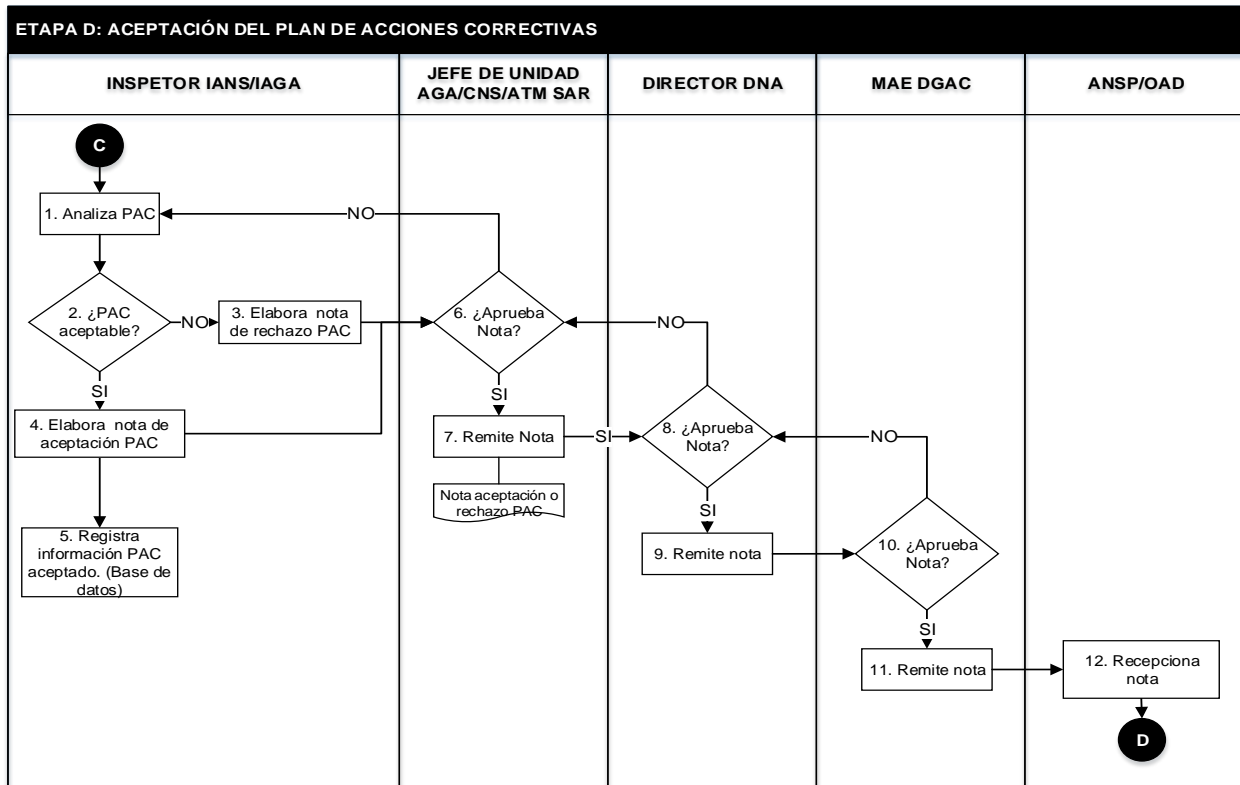 ETAPA D: ACEPTACIÓN DEL PLAN DE ACCIONES CORRECTIVAS
INSPETOR IANS/IAGA
JEFE DE UNIDAD
AGA/CNS/ATM SAR
DIRECTOR DNA
MAE DGAC
ANSP/OAD
C
1. Analiza PAC
NO
2. ¿PAC
aceptable?
NO
3. Elabora nota
de rechazo PAC
6. ¿Aprueba
Nota?
NO
SI
SI
4. Elabora nota de
aceptación PAC
7. Remite Nota
SI
8. ¿Aprueba
Nota?
NO
Nota aceptación o
rechazo PAC
SI
5. Registra
información PAC
aceptado. (Base de
datos)
9. Remite nota
10. ¿Aprueba
Nota?
SI
11. Remite nota
12. Recepciona
nota
D